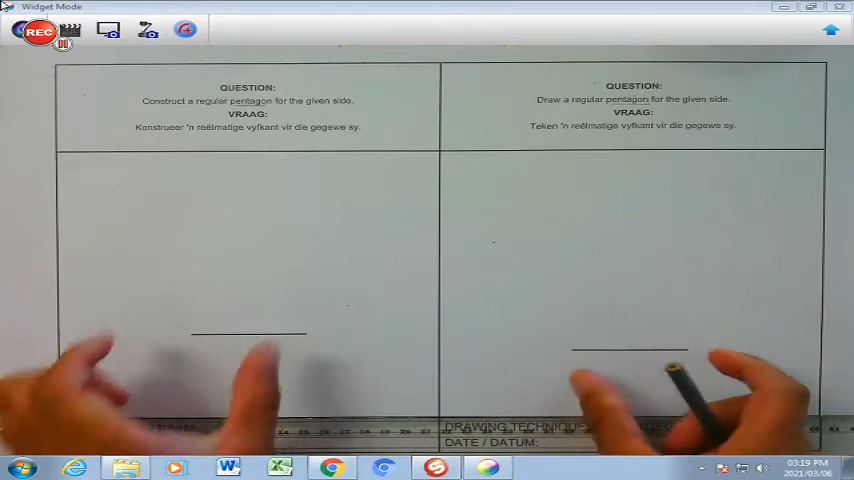 Widget Mode
REC
QUESTION:
Construct a regular pentagon for the given side.
VRAAG:
Konstrueer 'n reëlmatige vyfkant vir die gegewe sy.
QUESTION:
Draw a regular pentagon for the given side.
VRAAG:
Teken 'n reëlmatige vyfkant vir die gegewe sy.
DRAWING TECHNIQUE
DATE / DATUM:
03:19 PM
2021/03/06